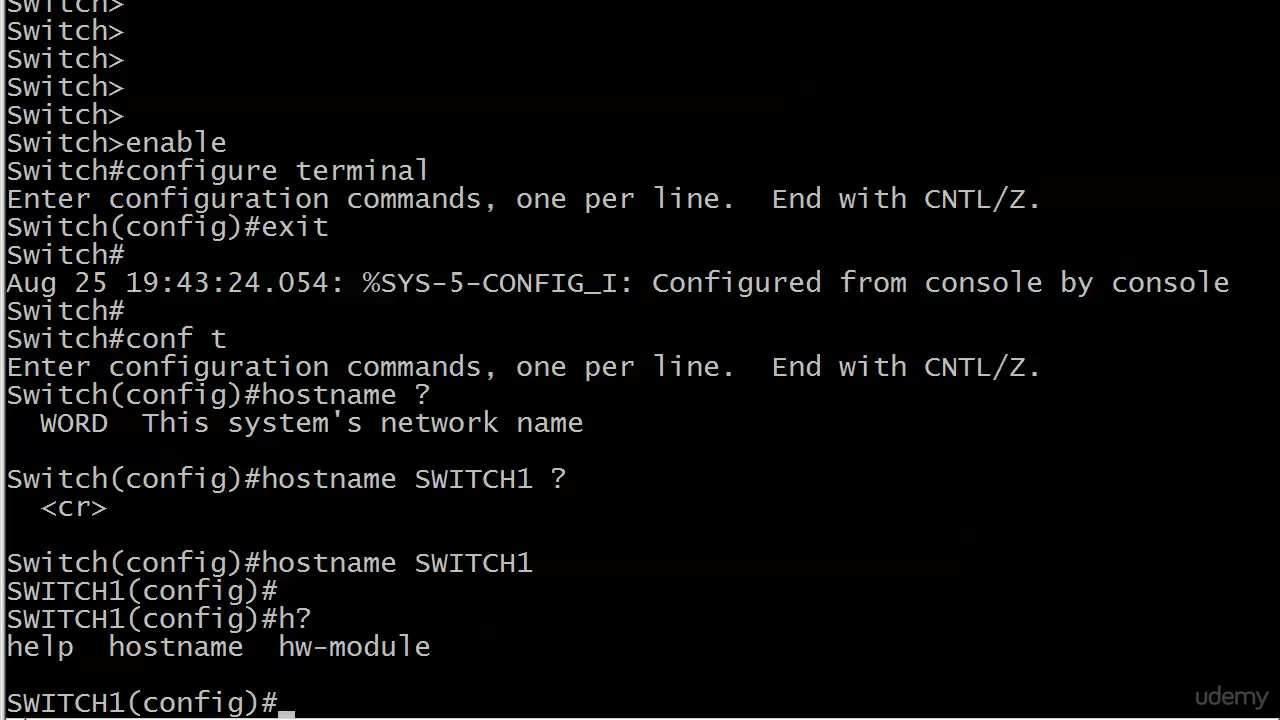 Switch>
Switch>
Switch>
Switch>
Switch>
Switch>enable
Switch#configure terminal
Enter configuration commands, one per line.  End with CNTL/Z.
Switch(config)#exit
Switch#
Aug 25 19:43:24.054: %SYS-5-CONFIG_I: Configured from console by console
Switch#
Switch#conf t
Enter configuration commands, one per line.  End with CNTL/Z.
Switch(config)#hostname ?
  WORD  This system's network name
Switch(config)#hostname SWITCH1 ?
  <cr>
Switch(config)#hostname SWITCH1
SWITCH1(config)#
SWITCH1(config)#h?
help  hostname  hw-module
SWITCH1(config)#
udemy